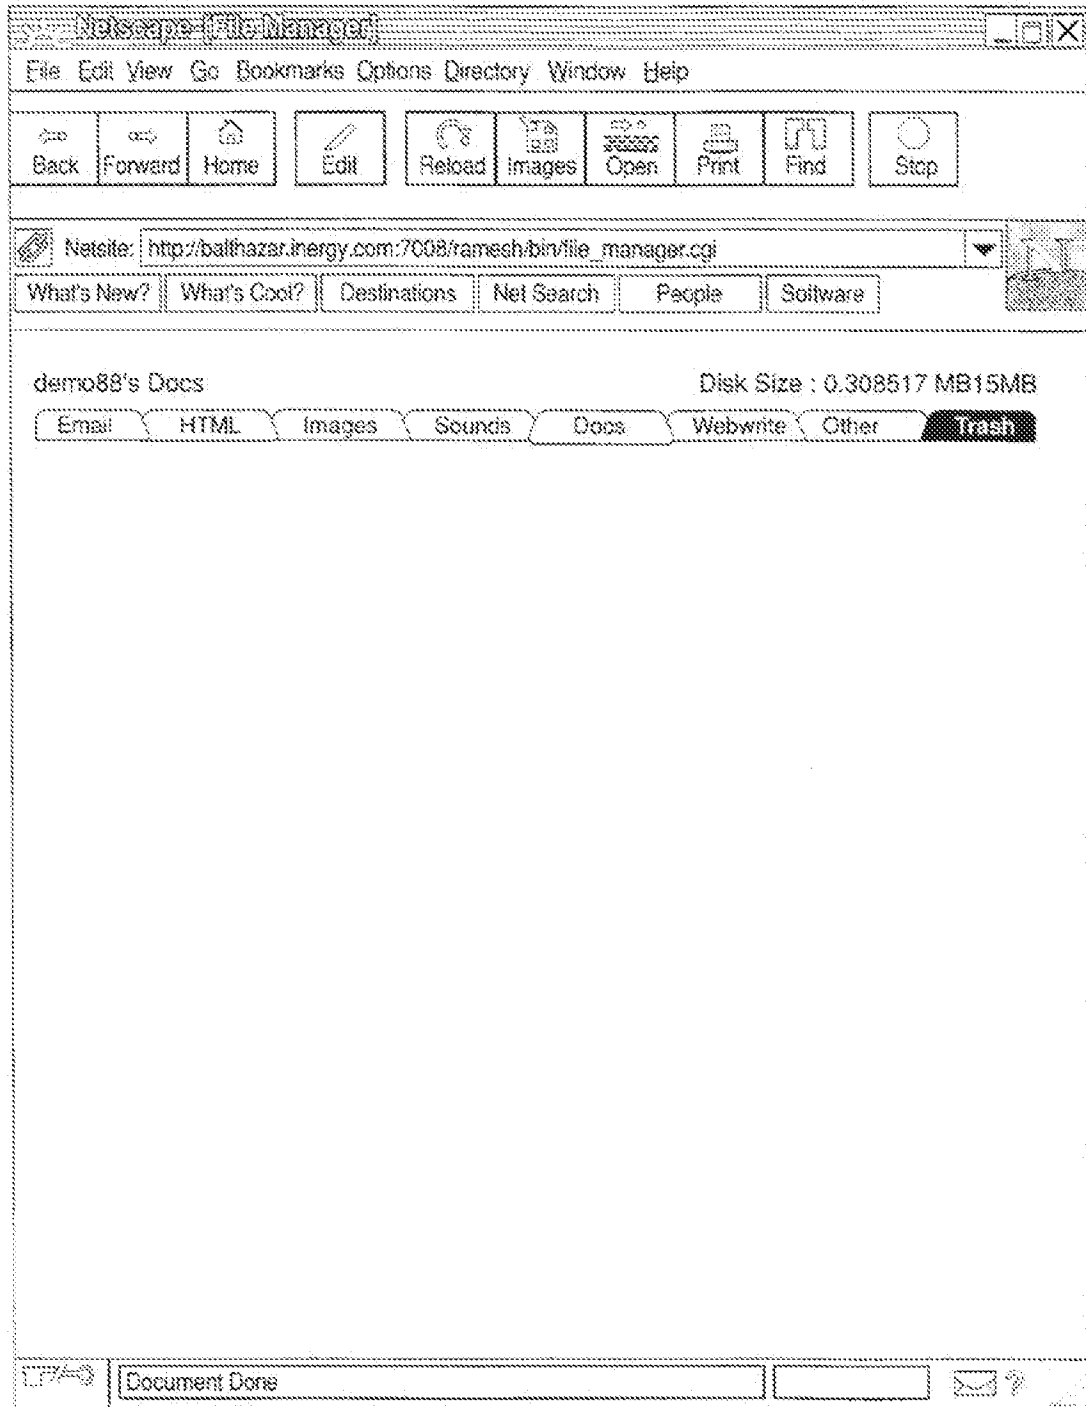 Netscape-[File Manager]
File Edit View Go Bookmarks Options Directory Window Help
Back Forward Home Edit Reload Images Open Print Find Stop
Netsite: http://balthazar.inergy.com:7008/ramesh/bin/file_manager.cgi
N
What's New? What's Cool? Destinations Net Search People Software
demo88's Docs Disk Size : 0.308517 MB15MB
Email HTML Images Sounds Docs Webwrite Other Trash
Document Done